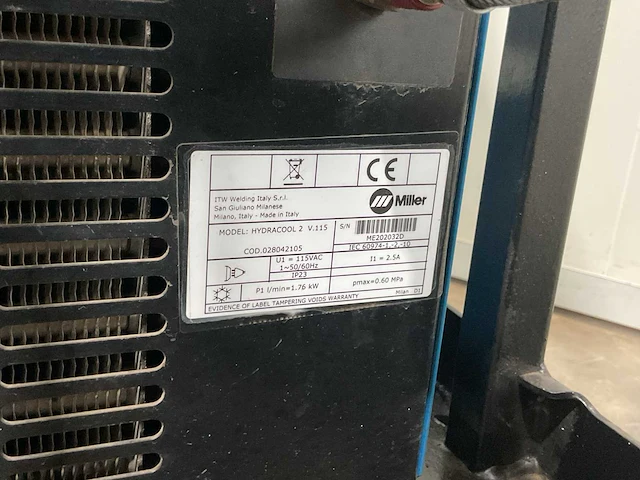 CE
ITW Welding Italy S.r.l.
San Giuliano Milanese
Milano, Italy - Made in Italy
Miller
MODEL: HYDRACOOL 2 V.115
S/N
ME202032D
COD.028042105
IEC 60974-1,-2,-10
U1 = 115VAC
1~50/60Hz
I1 = 2.5A
IP23
P1 l/min=1.76 kW
pmax=0.60 MPa
EVIDENCE OF LABEL TAMPERING VOIDS WARRANTY
Milan D1